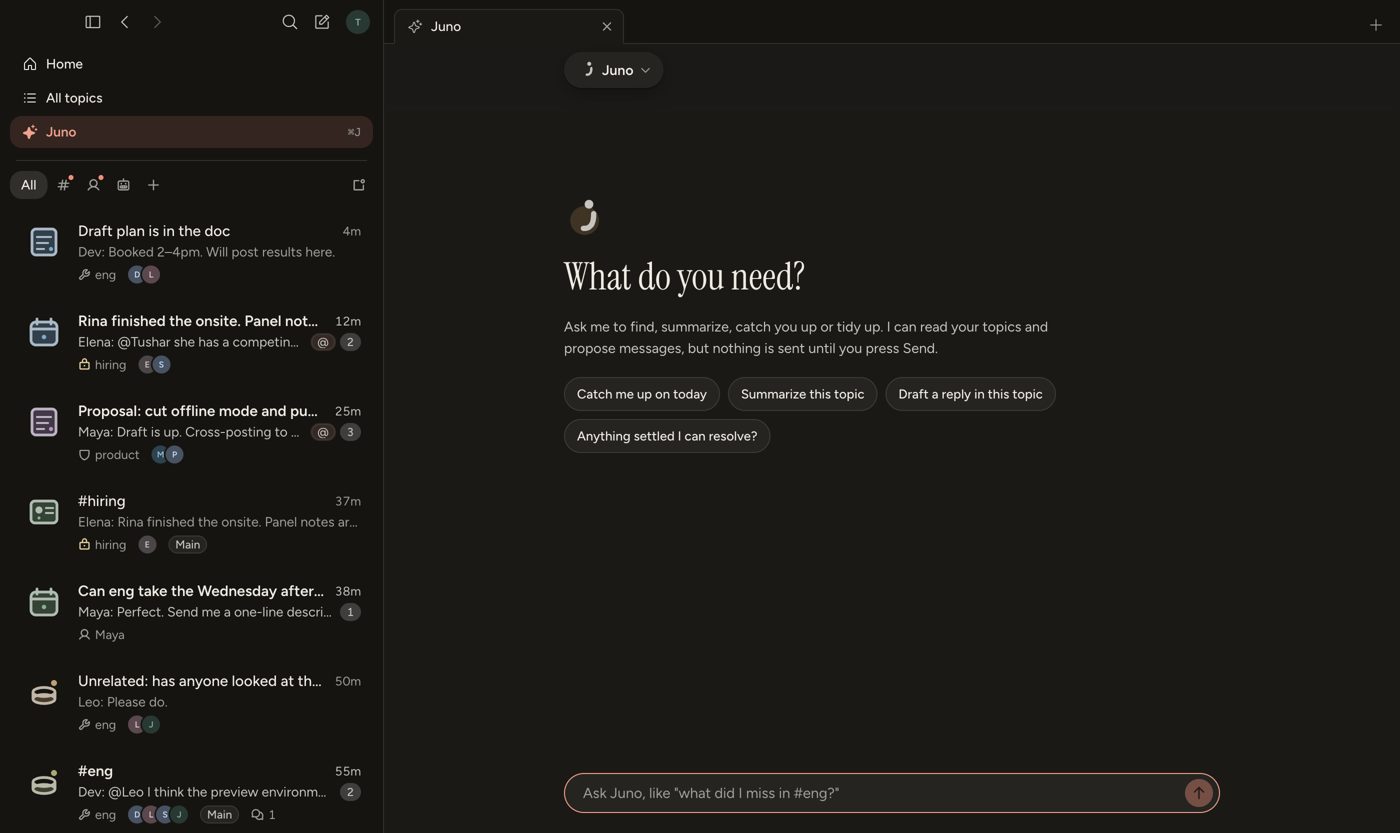 T
Juno
Home
All topics
Juno ⌘J
Juno
All
Draft plan is in the doc 4m
Dev: Booked 2–4pm. Will post results here.
eng D L
Rina finished the onsite. Panel not... 12m
Elena: @Tushar she has a competin... @ 2
hiring E S
Proposal: cut offline mode and pu... 25m
Maya: Draft is up. Cross-posting to ... @ 3
product M P
#hiring 37m
Elena: Rina finished the onsite. Panel notes ar...
hiring E Main
Can eng take the Wednesday after... 38m
Maya: Perfect. Send me a one-line descri... 1
Maya
Unrelated: has anyone looked at th... 50m
Leo: Please do.
eng L J
#eng 55m
Dev: @Leo I think the preview environm... 2
eng D L S J Main 1
What do you need?
Ask me to find, summarize, catch you up or tidy up. I can read your topics and
propose messages, but nothing is sent until you press Send.
Catch me up on today Summarize this topic Draft a reply in this topic
Anything settled I can resolve?
Ask Juno, like "what did I miss in #eng?"